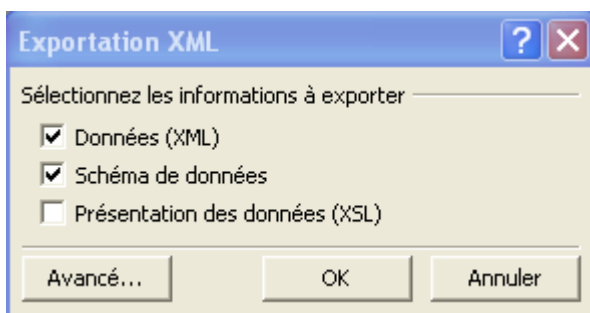 Exportation XML
Sélectionnez les informations à exporter
Données (XML)
Schéma de données
Présentation des données (XSL)
Avancé... OK Annuler